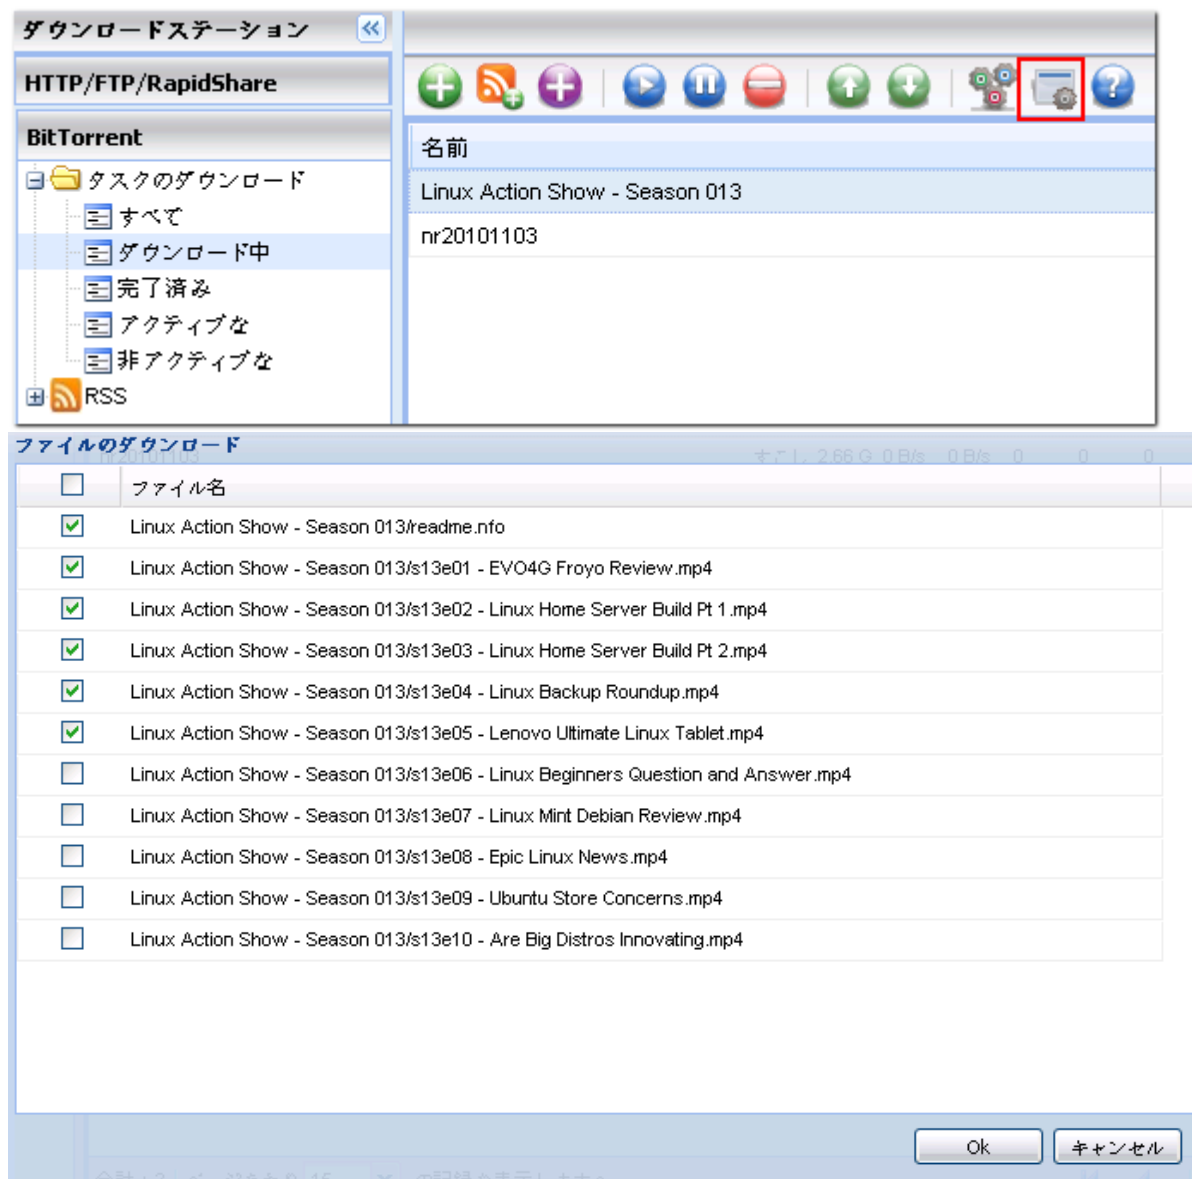 ダウンロードステーション
HTTP/FTP/RapidShare
BitTorrent
タスクのダウンロード
すべて
ダウンロード中
完了済み
アクティブな
非アクティブな
RSS
名前
Linux Action Show - Season 013
nr20101103
ファイルのダウンロード
nr20101103 2.66 G 0 B/s 0 B/s 0 0 0
ファイル名
Linux Action Show - Season 013/readme.nfo
Linux Action Show - Season 013/s13e01 - EVO4G Froyo Review.mp4
Linux Action Show - Season 013/s13e02 - Linux Home Server Build Pt 1.mp4
Linux Action Show - Season 013/s13e03 - Linux Home Server Build Pt 2.mp4
Linux Action Show - Season 013/s13e04 - Linux Backup Roundup.mp4
Linux Action Show - Season 013/s13e05 - Lenovo Ultimate Linux Tablet.mp4
Linux Action Show - Season 013/s13e06 - Linux Beginners Question and Answer.mp4
Linux Action Show - Season 013/s13e07 - Linux Mint Debian Review.mp4
Linux Action Show - Season 013/s13e08 - Epic Linux News.mp4
Linux Action Show - Season 013/s13e09 - Ubuntu Store Concerns.mp4
Linux Action Show - Season 013/s13e10 - Are Big Distros Innovating.mp4
Ok
キャンセル